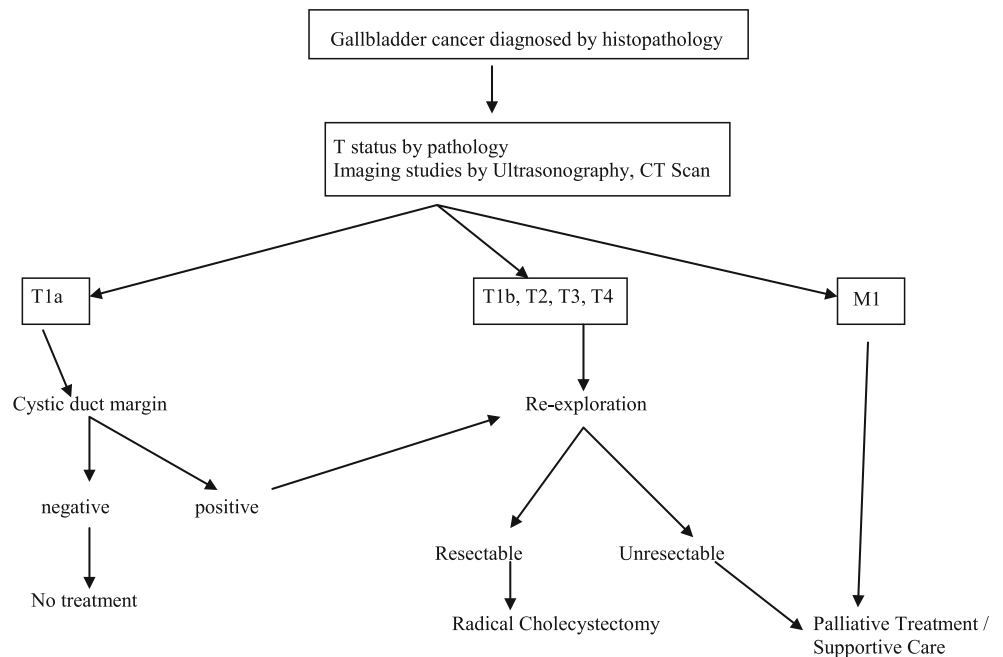 Gallbladder cancer diagnosed by histopathology
T status by pathology
Imaging studies by Ultrasonography, CT Scan
T1a
T1b, T2, T3, T4
M1
Cystic duct margin
Re-exploration
negative
positive
Resectable
Unresectable
No treatment
Radical Cholecystectomy
Palliative Treatment /
Supportive Care